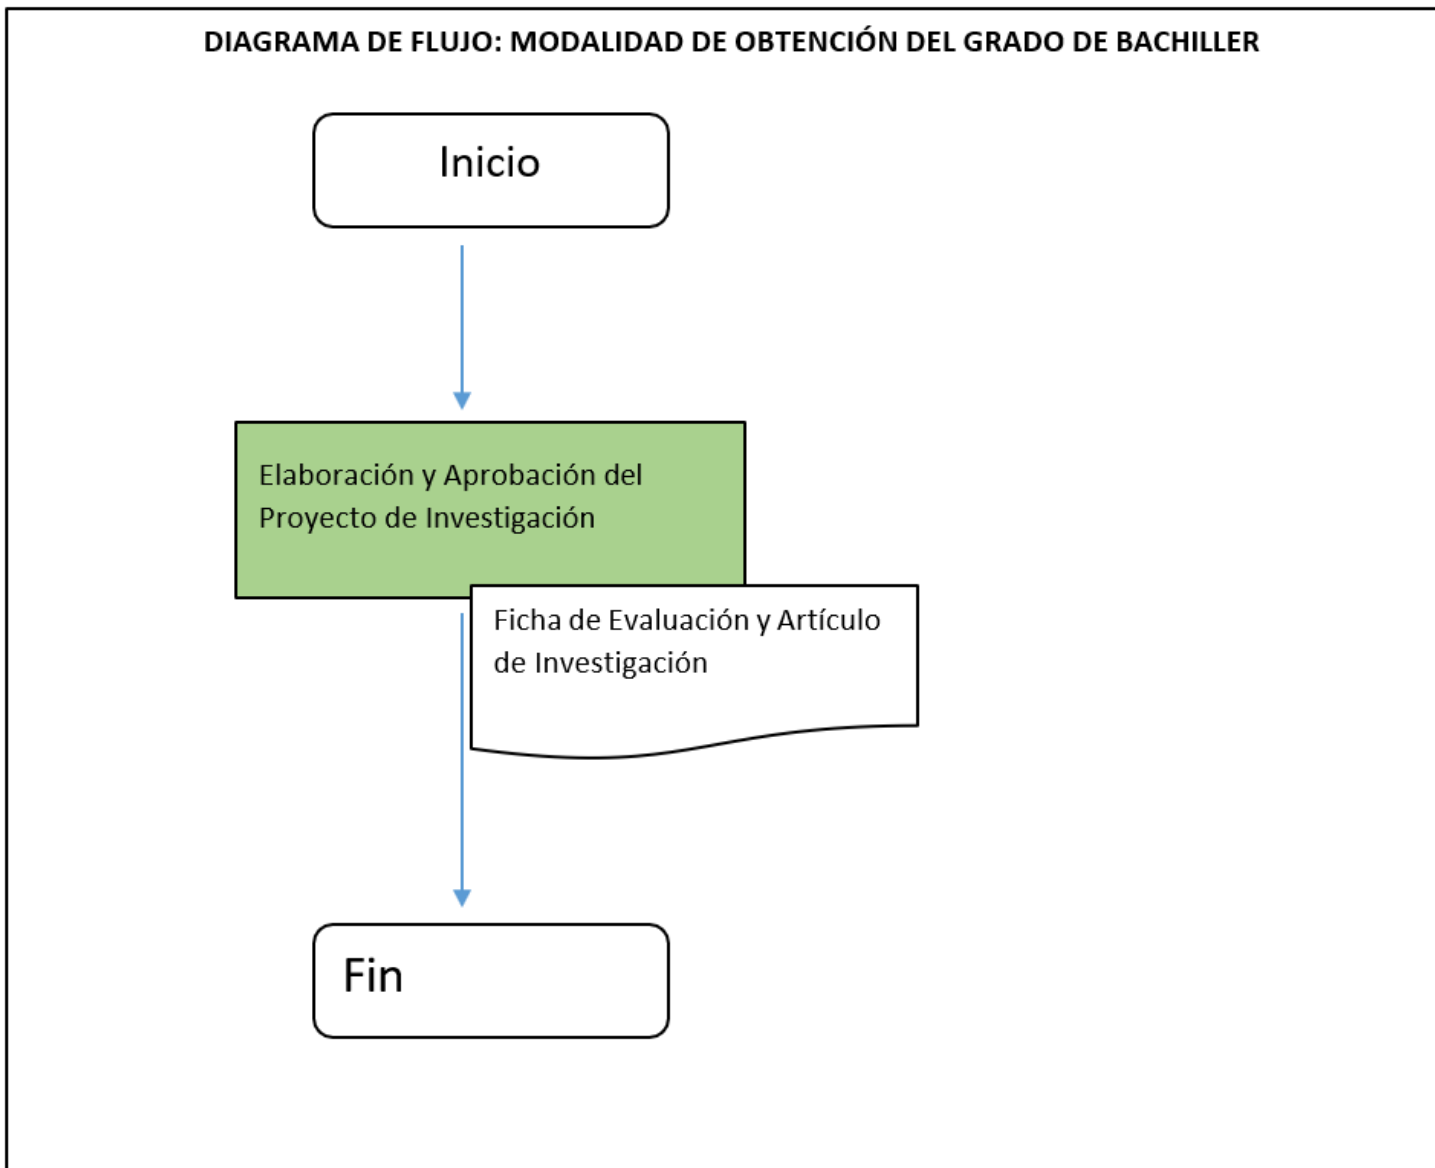 DIAGRAMA DE FLUJO: MODALIDAD DE OBTENCIÓN DEL GRADO DE BACHILLER
Inicio
Elaboración y Aprobación del
Proyecto de Investigación
Ficha de Evaluación y Artículo
de Investigación
Fin